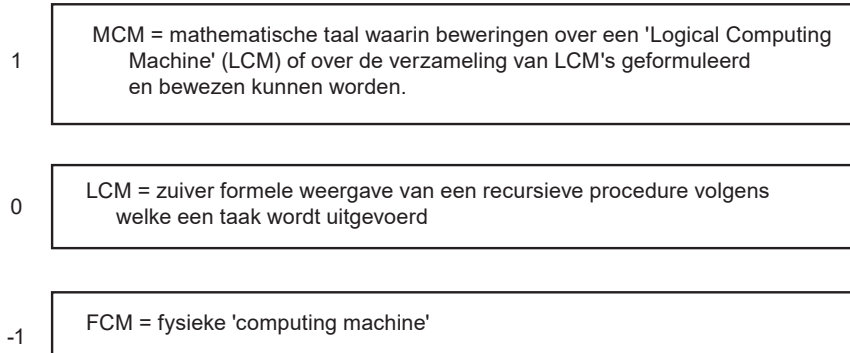 MCM = mathematische taal waarin beweringen over een 'Logical Computing
1 Machine' (LCM) of over de verzameling van LCM's geformuleerd
en bewezen kunnen worden.
LCM = zuiver formele weergave van een recursieve procedure volgens
0 welke een taak wordt uitgevoerd
FCM = fysieke 'computing machine'
-1